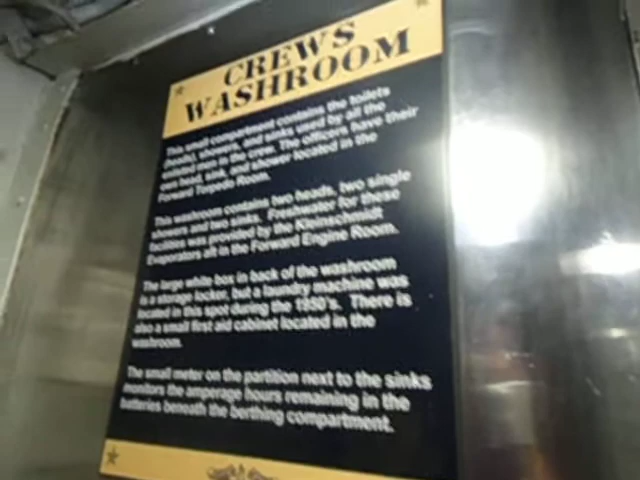 CREWS
WASHROOM
This small compartment contains the toilets
(heads), showers, and sinks used by all the
enlisted men in the crew. The officers have their
own head, sink, and shower located in the
Forward Torpedo Room.
This washroom contains two heads, two single
showers and two sinks. Freshwater for these
facilities was provided by the Kleinschmidt
Evaporators aft in the Forward Engine Room.
The large white box in back of the washroom
is a storage locker, but a laundry machine was
located in this spot during the 1950's. There is
also a small first aid cabinet located in the
washroom.
The small meter on the partition next to the sinks
monitors the amperage hours remaining in the
batteries beneath the berthing compartment.